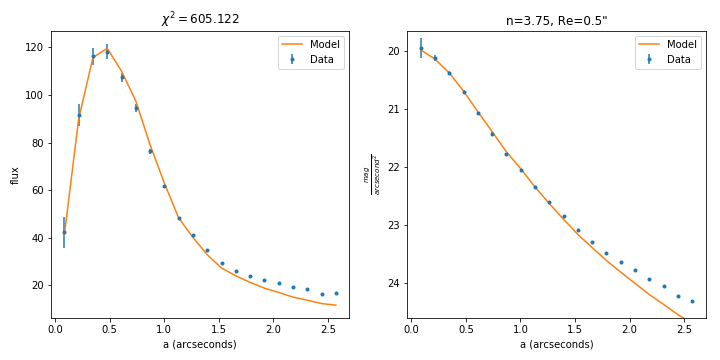 χ² = 605.122
n=3.75, Re=0.5"
120
100
80
60
40
20
flux
0.0 0.5 1.0 1.5 2.0 2.5
a (arcseconds)
Model
Data
20
21
22
23
24
mag
arcsecond²
0.0 0.5 1.0 1.5 2.0 2.5
a (arcseconds)
Model
Data